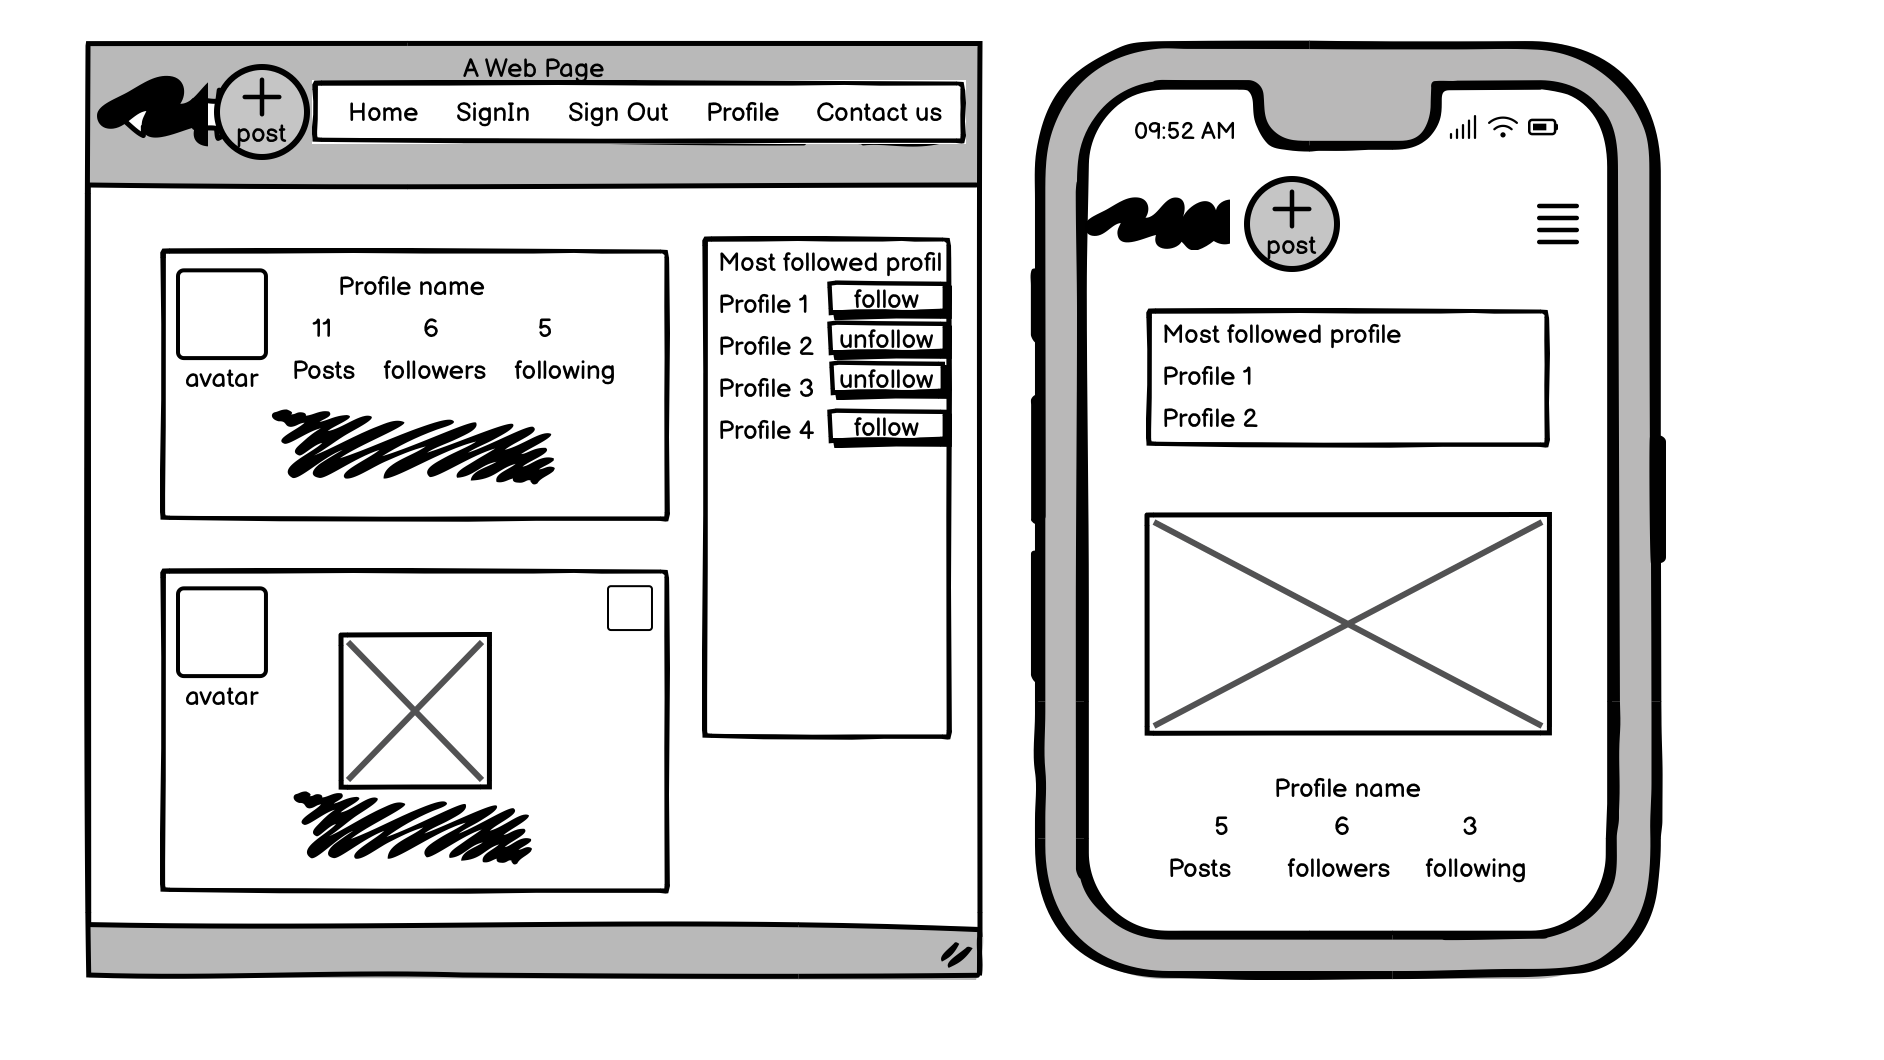 A Web Page
post
Home SignIn Sign Out Profile Contact us
Profile name
11 6 5
Posts followers following
avatar
Most followed profil
Profile 1 follow
Profile 2 unfollow
Profile 3 unfollow
Profile 4 follow
avatar
09:52 AM
post
Most followed profile
Profile 1
Profile 2
Profile name
5 6 3
Posts followers following